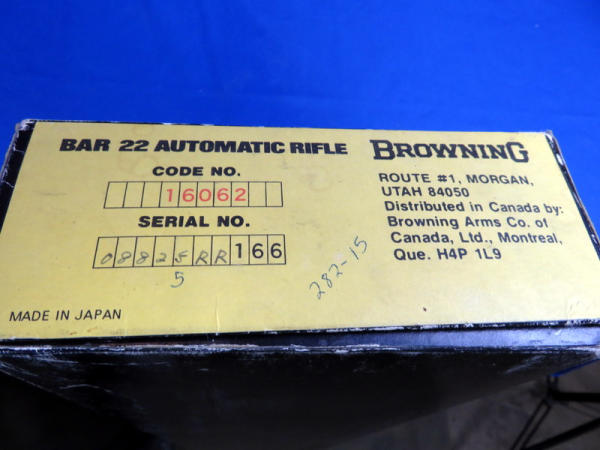 BAR 22 AUTOMATIC RIFLE
BROWNING
CODE NO.
16062
SERIAL NO.
08825RR166
5
282-15
ROUTE #1, MORGAN,
UTAH 84050
Distributed in Canada by:
Browning Arms Co. of
Canada, Ltd., Montreal,
Que. H4P 1L9
MADE IN JAPAN